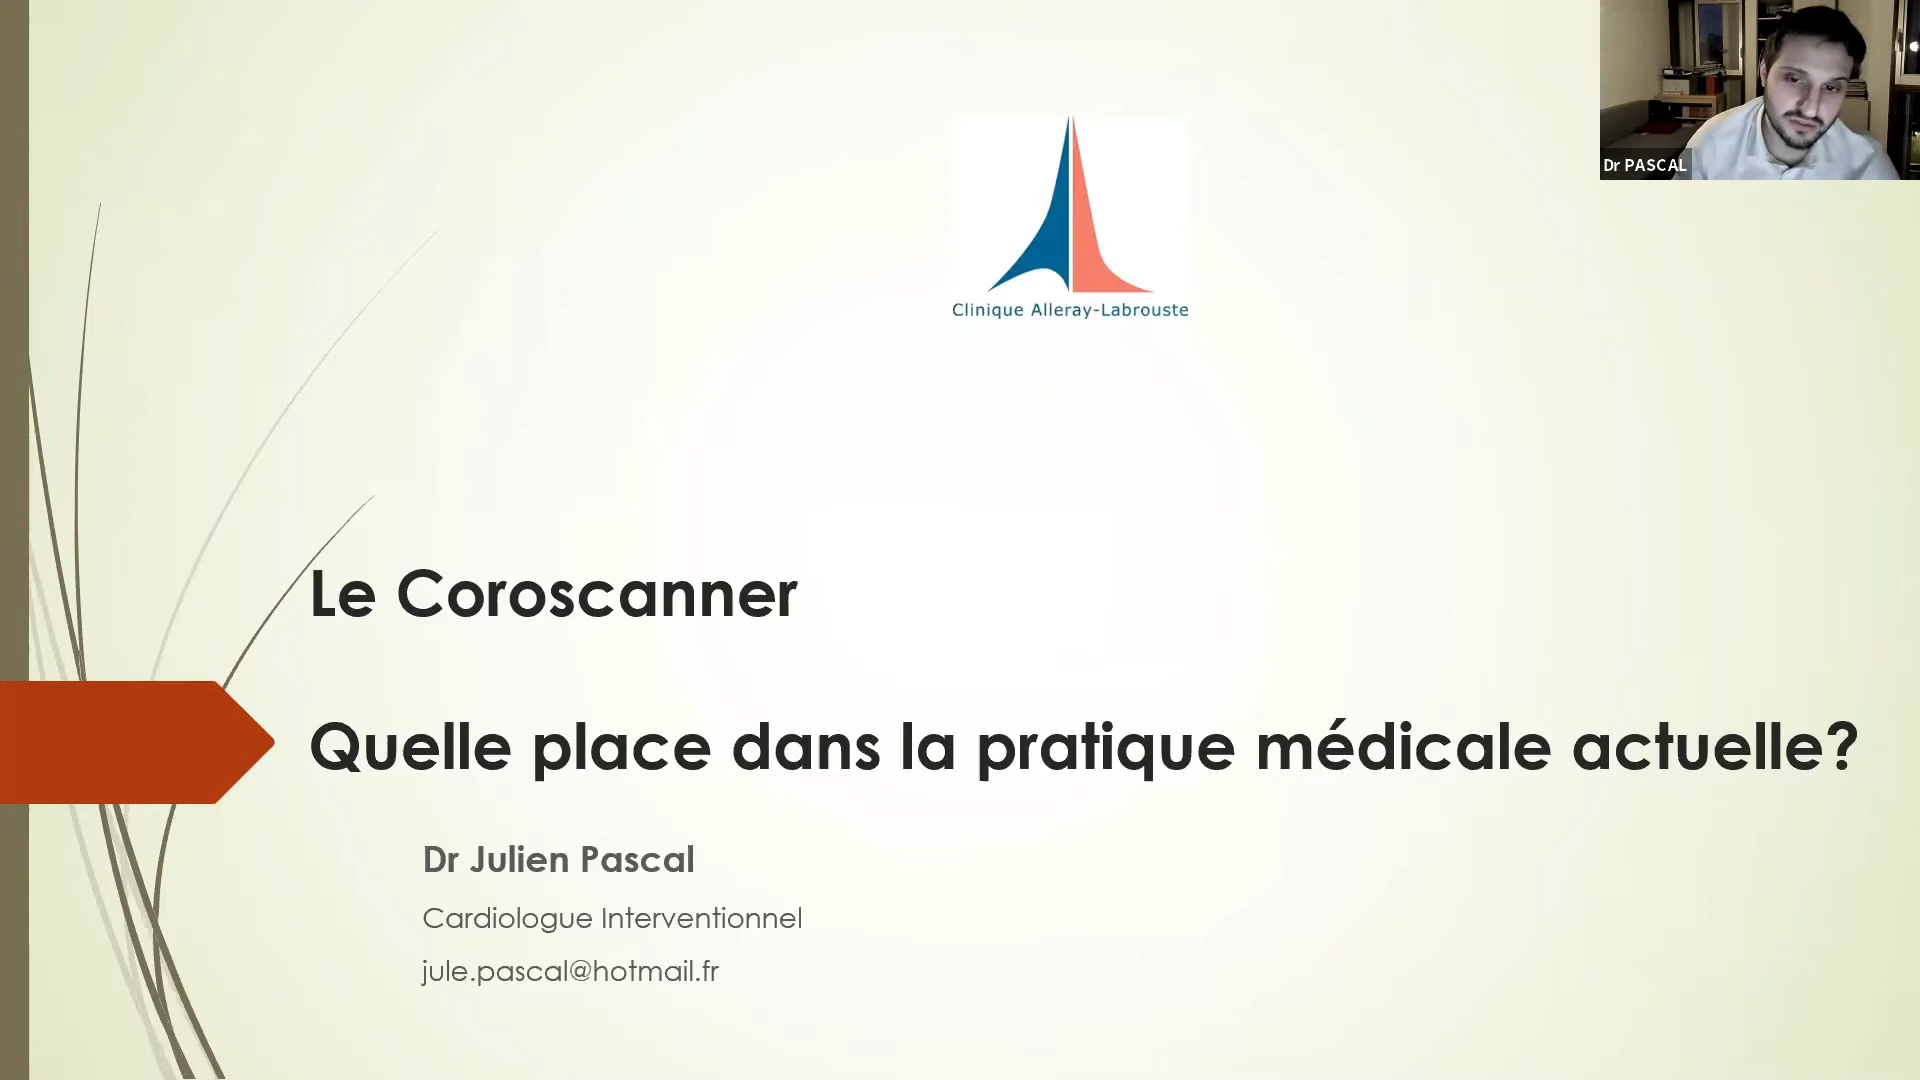 Dr PASCAL
Clinique Alleray-Labrouste
Le Coroscanner
Quelle place dans la pratique médicale actuelle?
Dr Julien Pascal
Cardiologue Interventionnel
jule.pascal@hotmail.fr